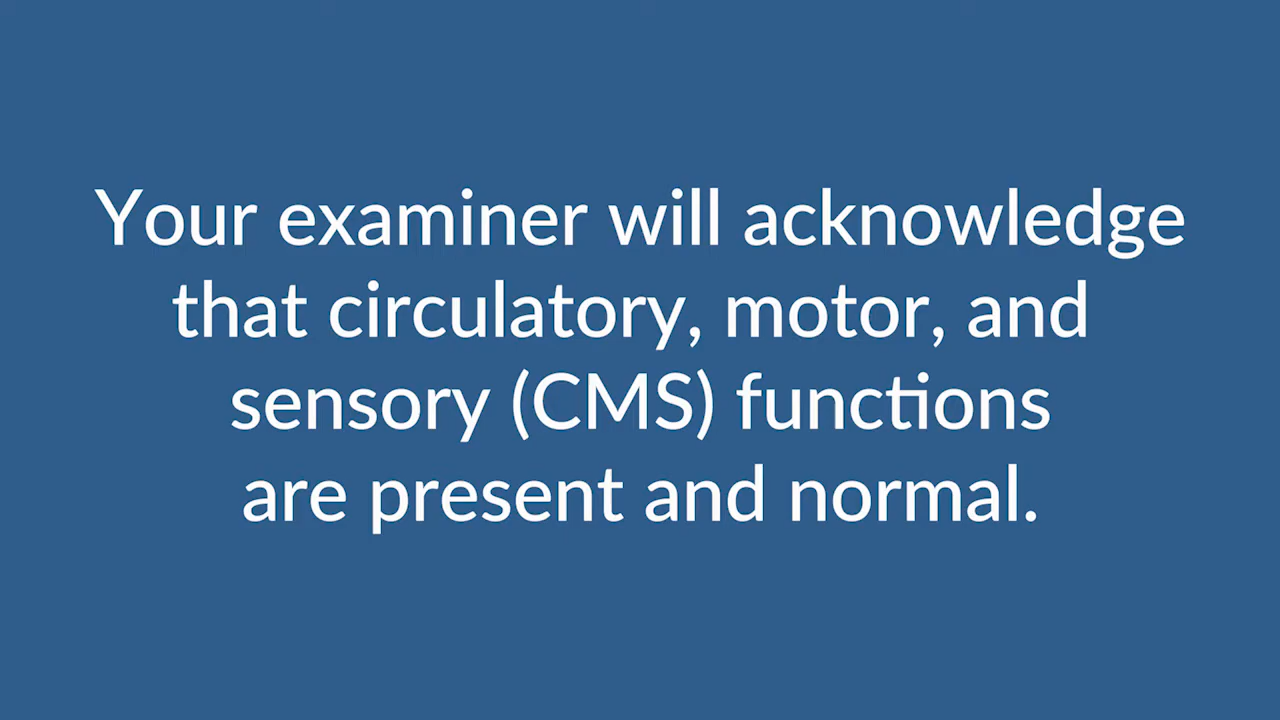 Your examiner will acknowledge
that circulatory, motor, and
sensory (CMS) functions
are present and normal.